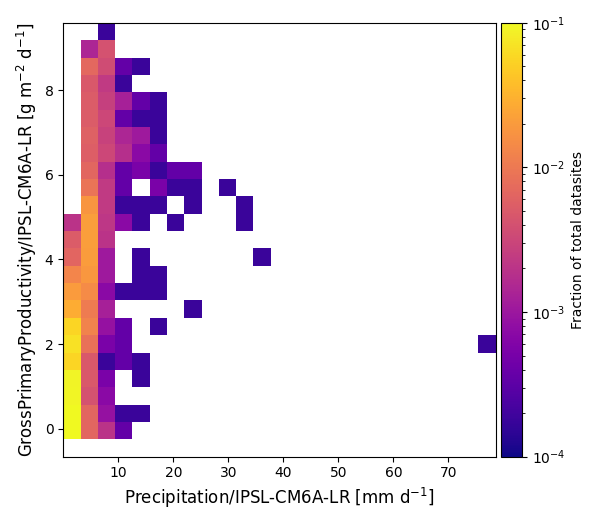 GrossPrimaryProductivity/IPSL-CM6A-LR [g m⁻² d⁻¹]
8
6
4
2
0
10 20 30 40 50 60 70
Precipitation/IPSL-CM6A-LR [mm d⁻¹]
10⁻¹
10⁻²
10⁻³
10⁻⁴
Fraction of total datasites